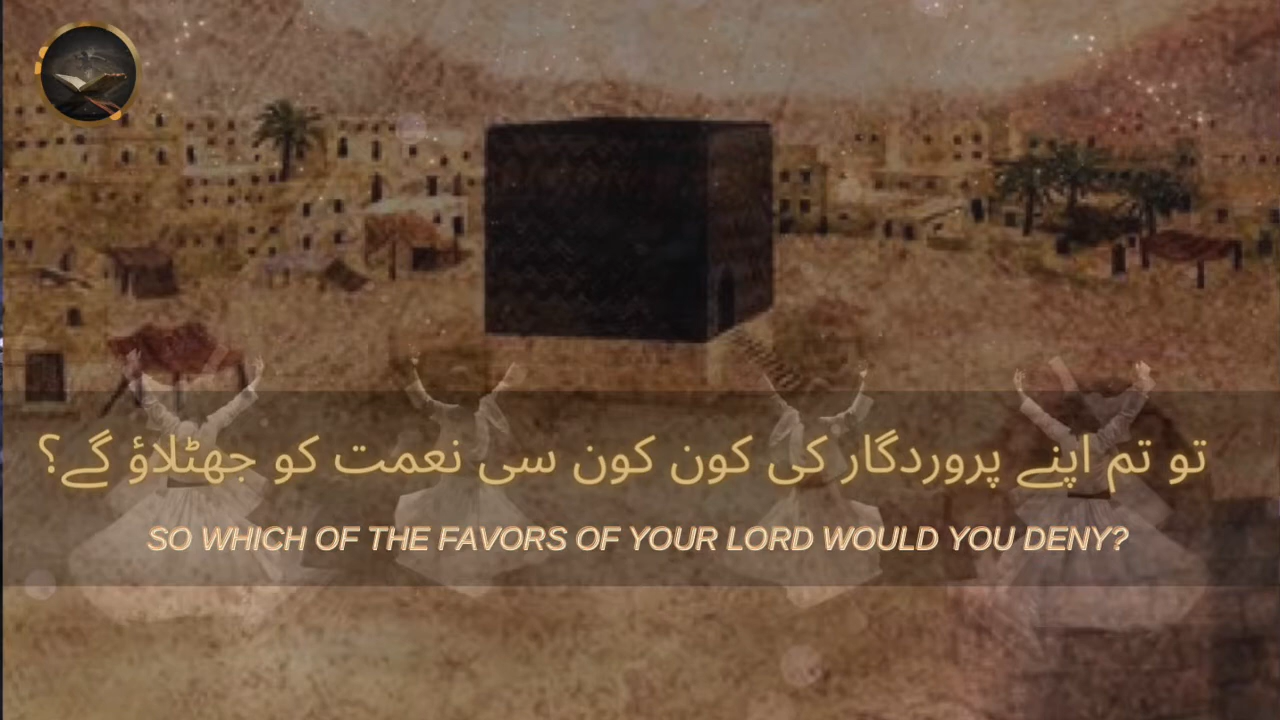 تو تم اپنے پروردگار کی کون کون سی نعمت کو جھٹلاؤ گے؟
SO WHICH OF THE FAVORS OF YOUR LORD WOULD YOU DENY?